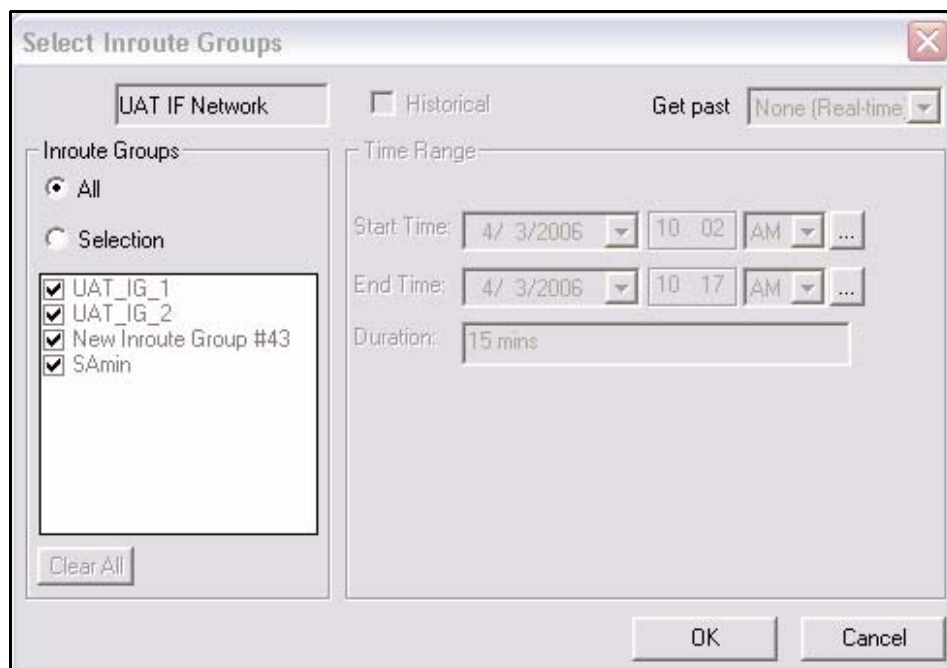 Select Inroute Groups
UAT IF Network
Historical
Get past
None (Real-time)
Inroute Groups
All
Selection
UAT_IG_1
UAT_IG_2
New Inroute Group #43
SAmin
Clear All
Time Range
Start Time: 4/ 3/2006 10 02 AM ...
End Time: 4/ 3/2006 10 17 AM ...
Duration: 15 mins
OK
Cancel